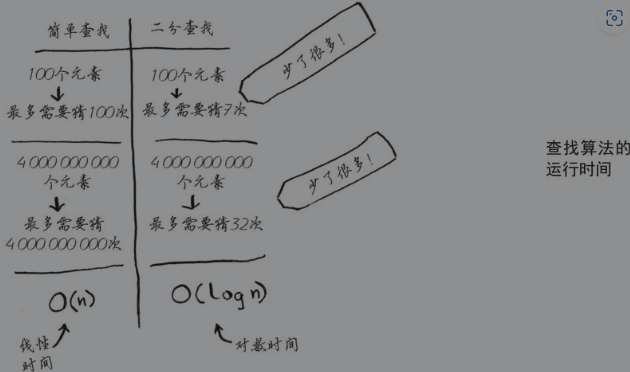 简单查找
二分查找
100个元素
100个元素
最多需要猜100次
最多需要猜7次
少了很多！
4 000 000 000
个元素
4 000 000 000
个元素
少了很多！
最多需要猜
4 000 000 000次
最多需要猜32次
O(n)
O(log n)
线性
时间
对数时间
查找算法的
运行时间